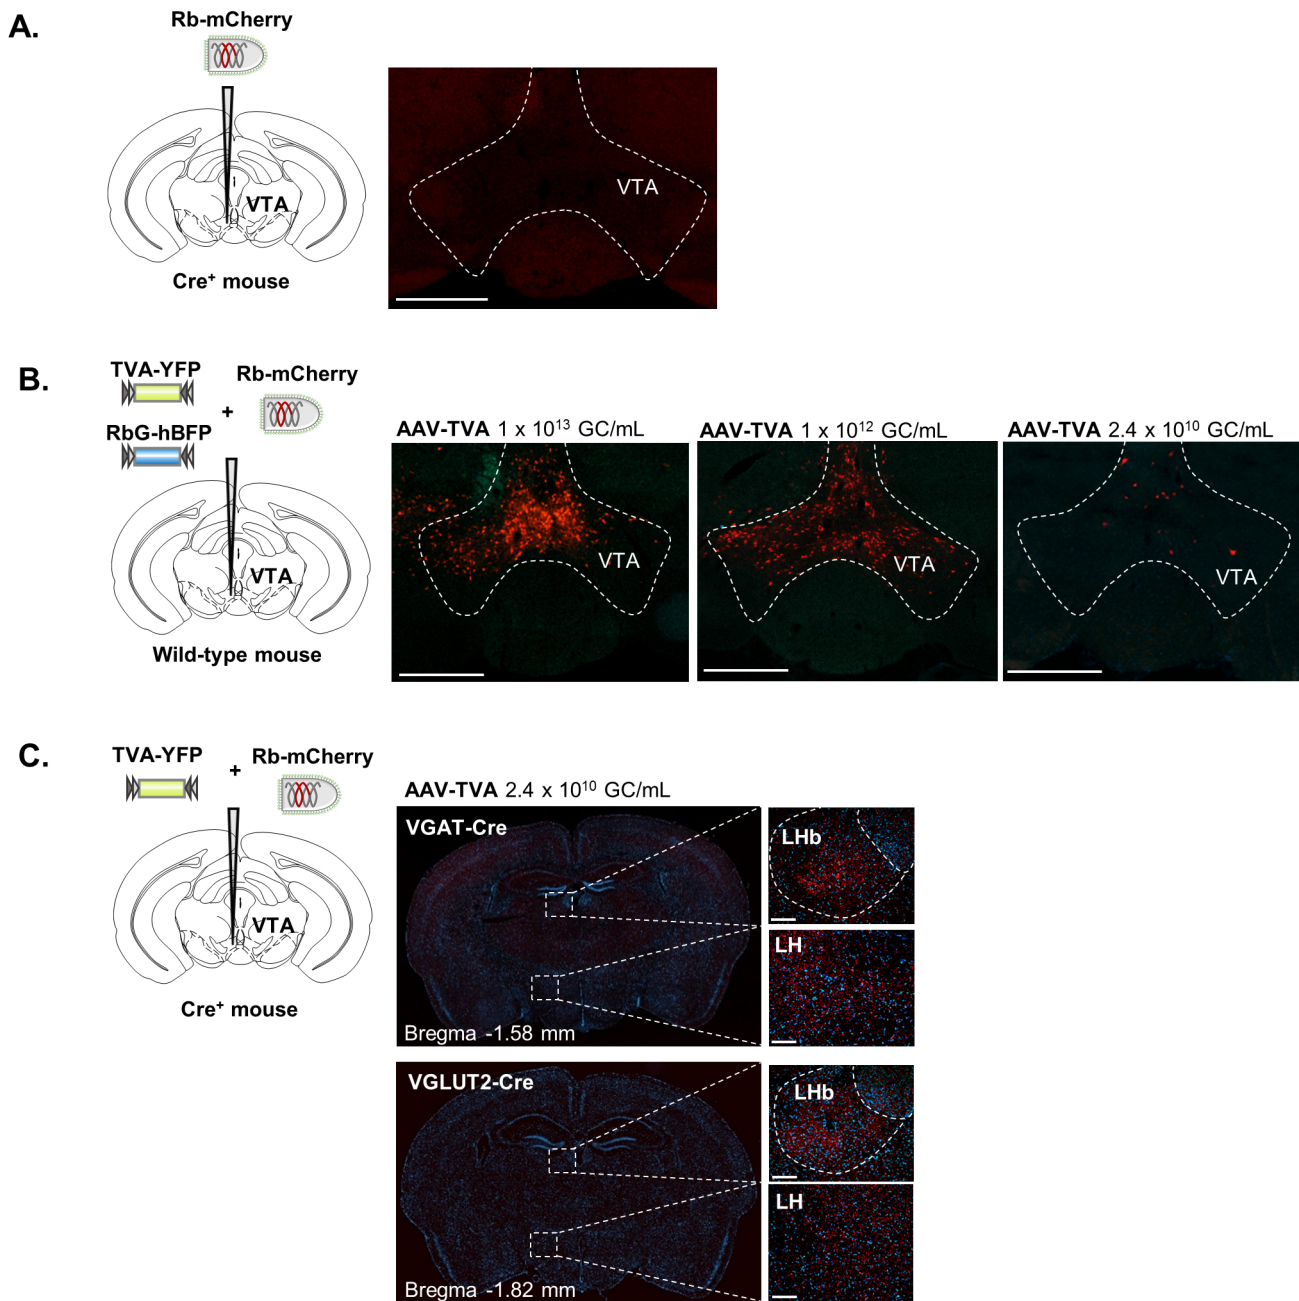 A.
Rb-mCherry
VTA
Cre⁺ mouse
VTA
B.
TVA-YFP
RbG-hBFP
+
Rb-mCherry
VTA
Wild-type mouse
AAV-TVA 1 x 10¹³ GC/mL
VTA
AAV-TVA 1 x 10¹² GC/mL
VTA
AAV-TVA 2.4 x 10¹⁰ GC/mL
VTA
C.
TVA-YFP
+
Rb-mCherry
VTA
Cre⁺ mouse
AAV-TVA 2.4 x 10¹⁰ GC/mL
VGAT-Cre
Bregma -1.58 mm
LHb
LH
VGLUT2-Cre
Bregma -1.82 mm
LHb
LH